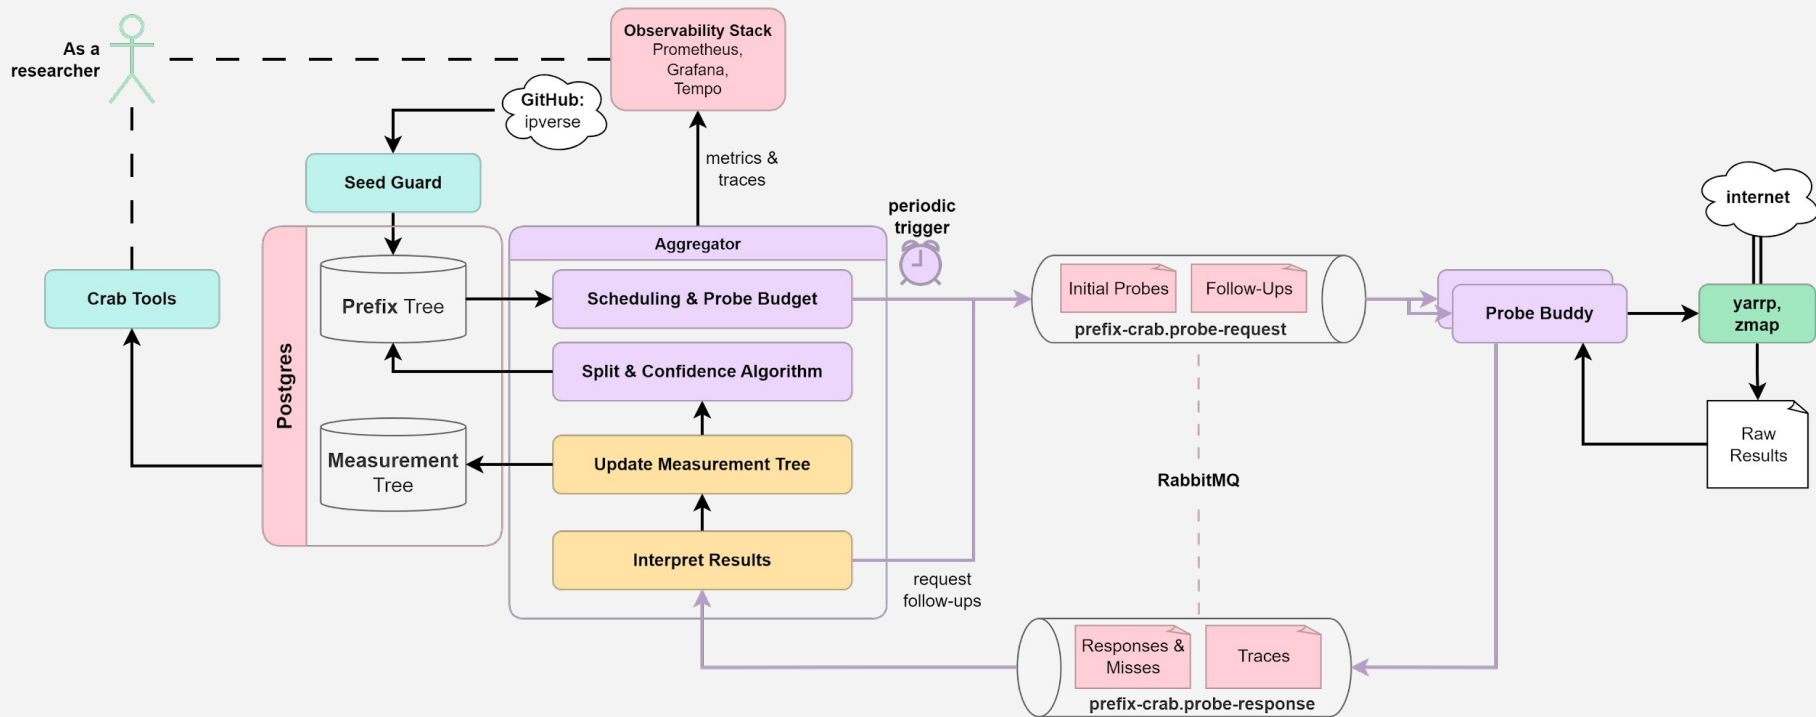 As a
researcher
Observability Stack
Prometheus,
Grafana,
Tempo
GitHub:
ipverse
Seed Guard
metrics &
traces
periodic
trigger
internet
Aggregator
Crab Tools
Prefix Tree
Scheduling & Probe Budget
Initial Probes
Follow-Ups
prefix-crab.probe-request
Probe Buddy
yarrp,
zmap
Postgres
Split & Confidence Algorithm
Measurement
Tree
Update Measurement Tree
RabbitMQ
Raw
Results
Interpret Results
request
follow-ups
Responses &
Misses
Traces
prefix-crab.probe-response